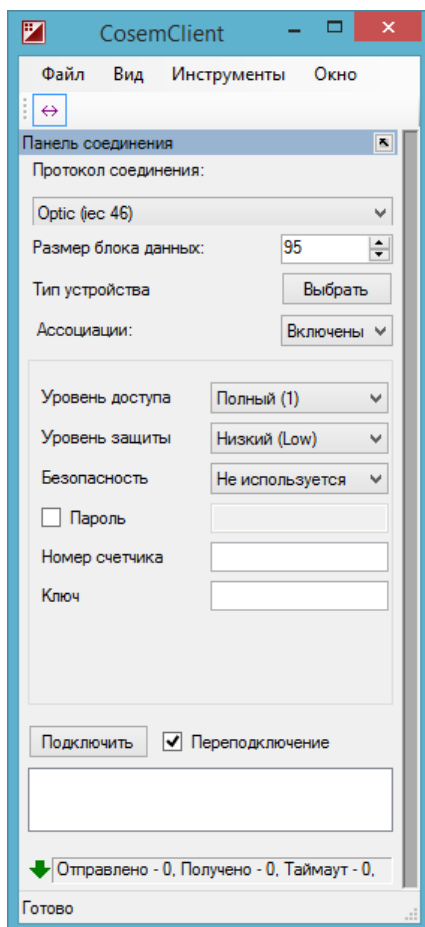 CosemClient
Файл Вид Инструменты Окно
Панель соединения
Протокол соединения:
Optic (iec 46)
Размер блока данных: 95
Тип устройства Выбрать
Ассоциации: Включены
Уровень доступа Полный (1)
Уровень защиты Низкий (Low)
Безопасность Не используется
Пароль
Номер счетчика
Ключ
Подключить Переподключение
Отправлено - 0, Получено - 0, Таймаут - 0,
Готово